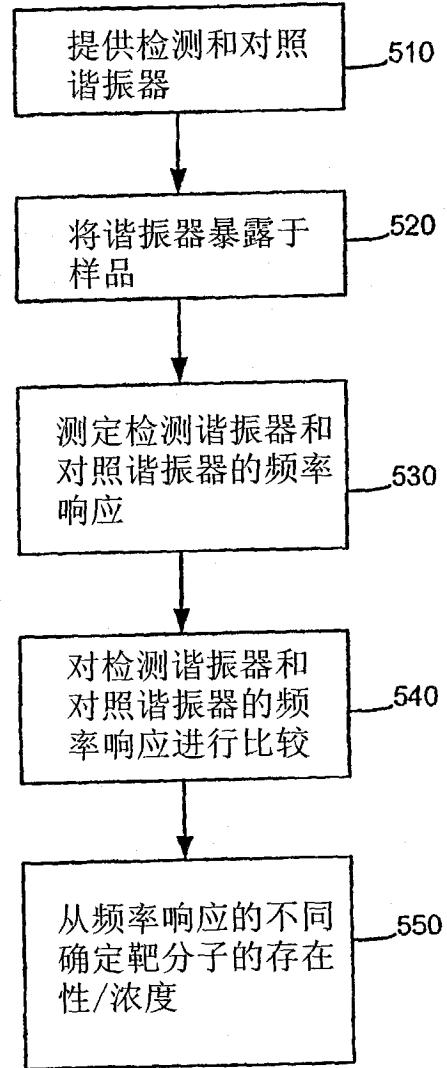 提供检测和对照
谐振器
510
将谐振器暴露于
样品
520
测定检测谐振器和
对照谐振器的频率
响应
530
对检测谐振器和
对照谐振器的频
率响应进行比较
540
从频率响应的不同
确定靶分子的存在
性/浓度
550